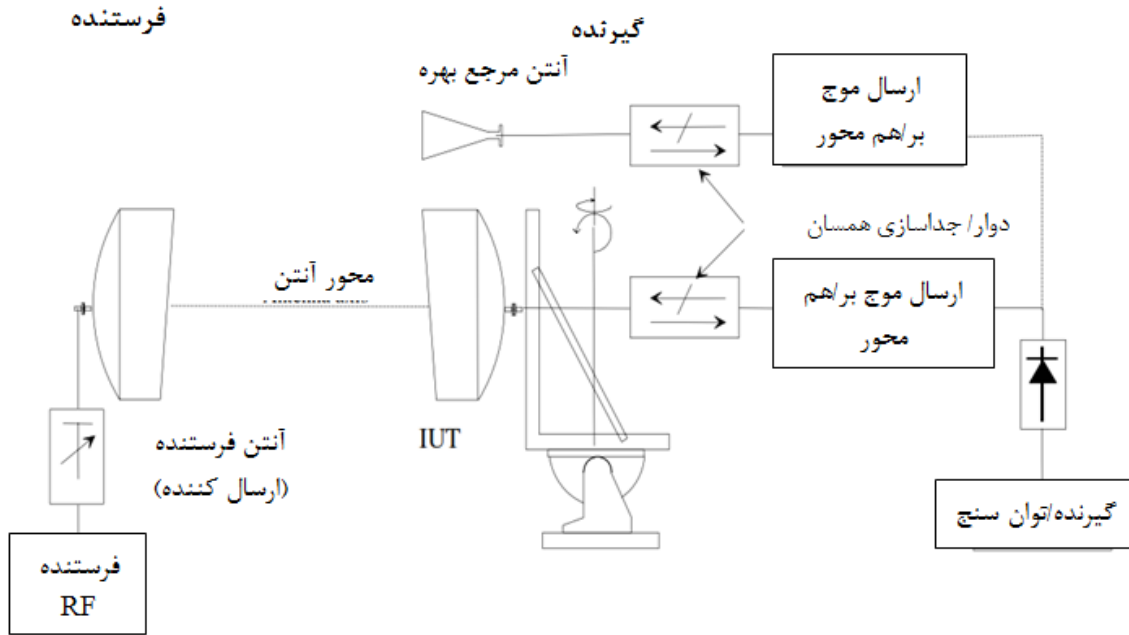 فرستنده
گیرنده
آنتن مرجع بهره
ارسال موج
بر/هم محور
دوار/ جداسازی همسان
محور آنتن
ارسال موج بر/هم
محور
IUT
آنتن فرستنده
(ارسال کننده)
گیرنده/توان سنج
فرستنده
RF